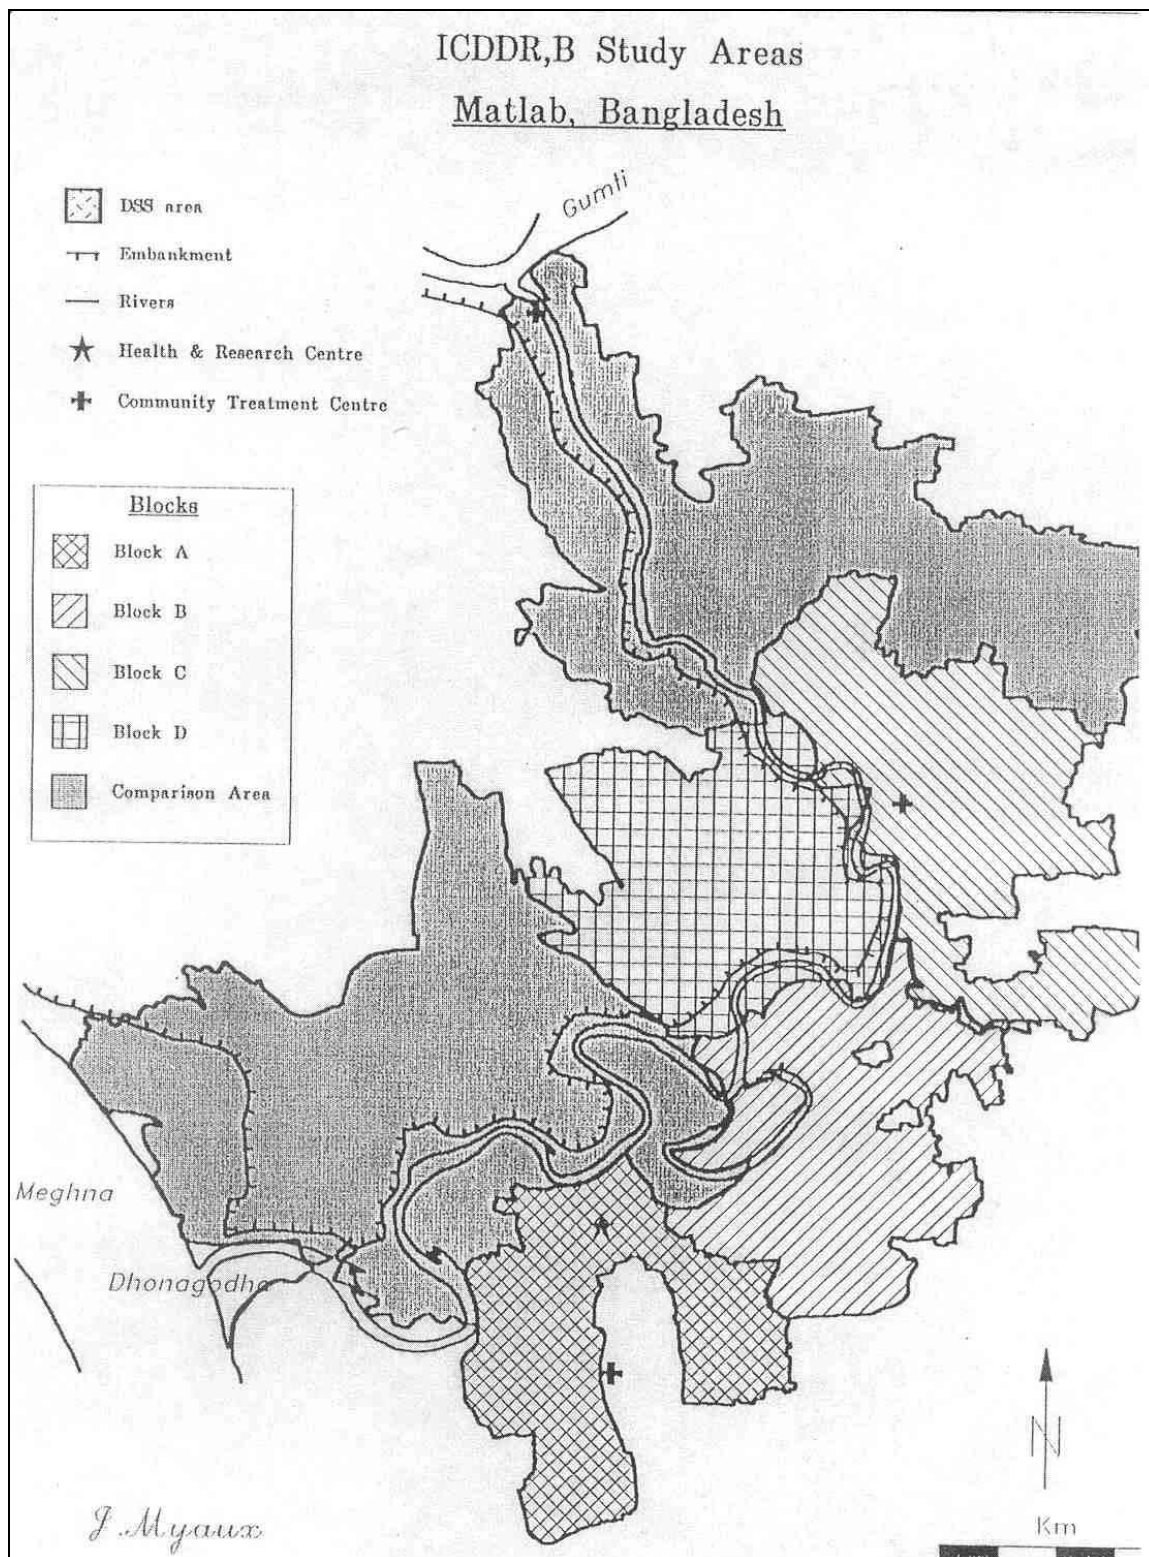 ICDDR,B Study Areas
Matlab, Bangladesh
Gumti
DSS area
Embankment
Rivers
Health & Research Centre
Community Treatment Centre
Blocks
Block A
Block B
Block C
Block D
Comparison Area
Meghna
Dhonagodha
N
Km
J. Myaux